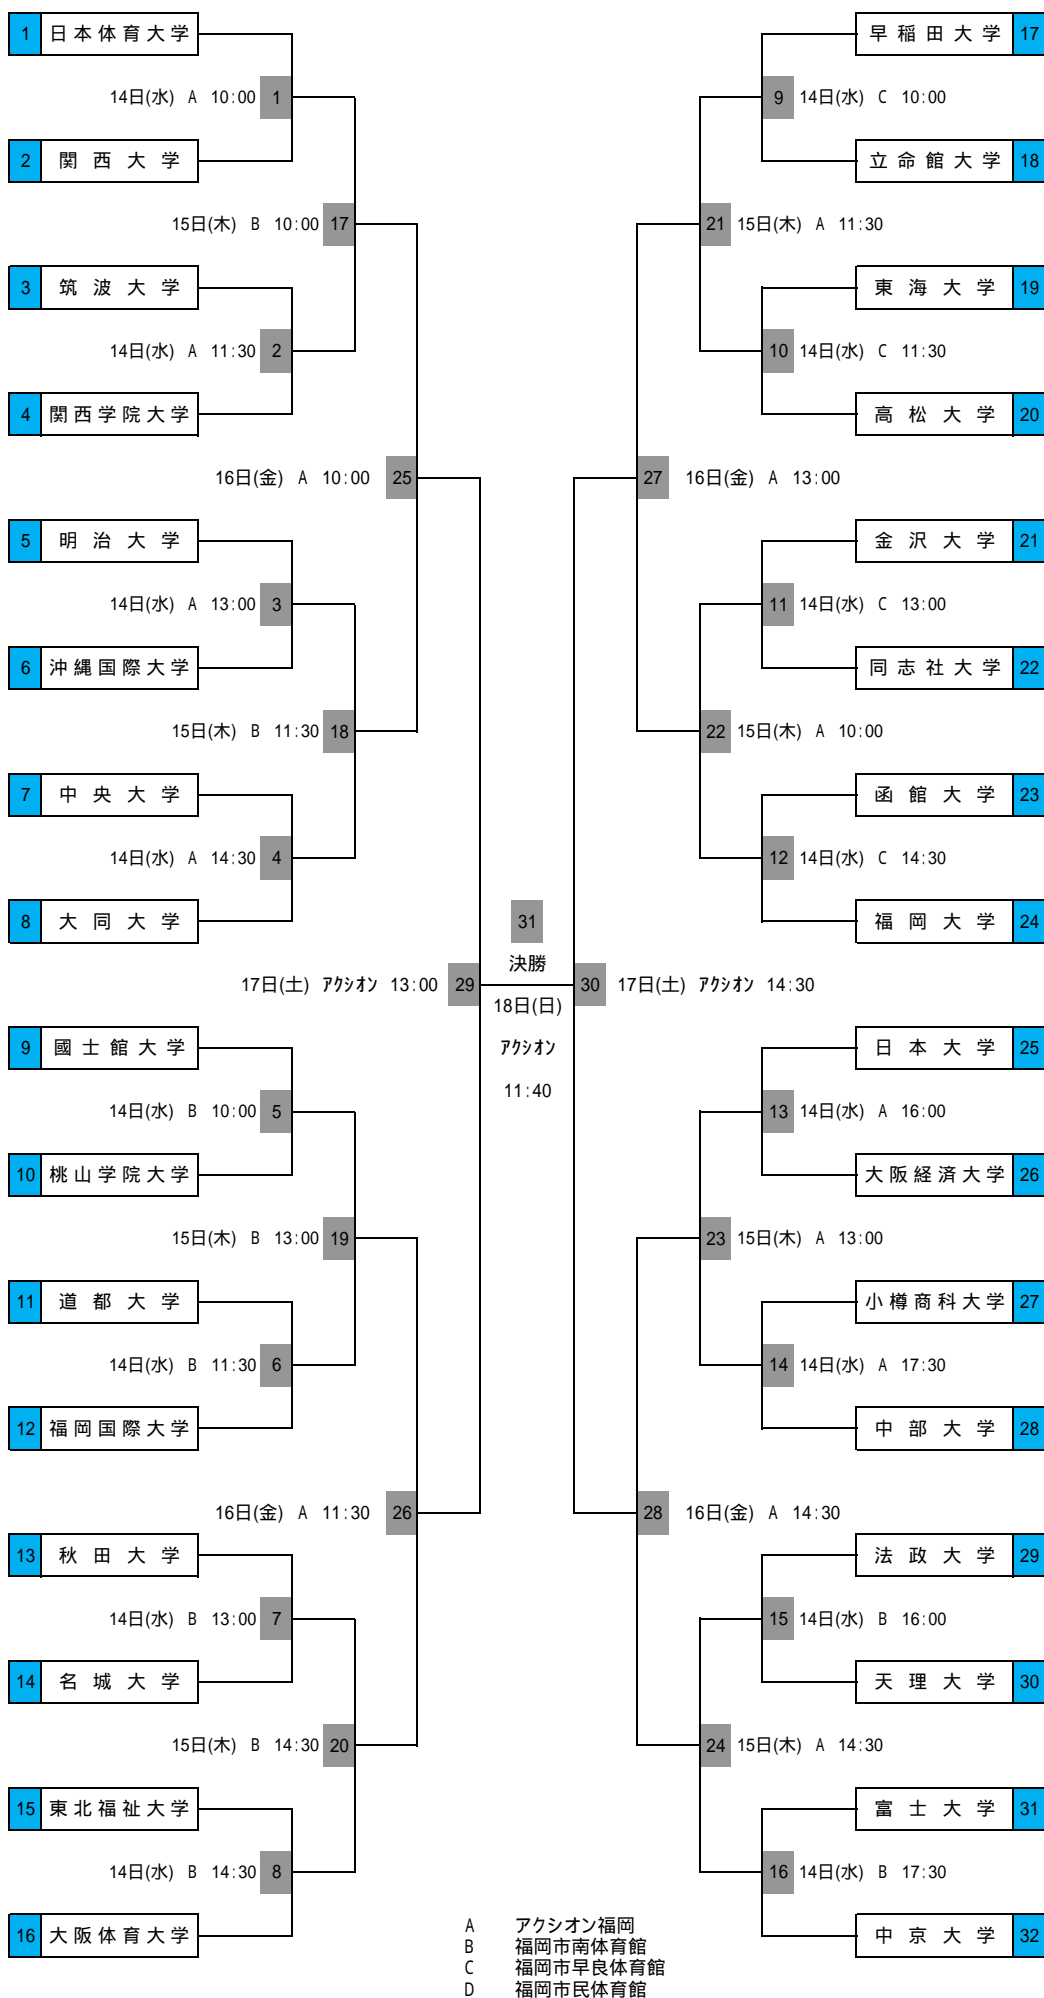 1 日本体育大学
14日(水) A 10:00 1
2 関西大学
15日(木) B 10:00 17
3 筑波大学
14日(水) A 11:30 2
4 関西学院大学
16日(金) A 10:00 25
5 明治大学
14日(水) A 13:00 3
6 沖縄国際大学
15日(木) B 11:30 18
7 中央大学
14日(水) A 14:30 4
8 大同大学
17日(土) アクシオン 13:00 29
9 國士館大学
14日(水) B 10:00 5
10 桃山学院大学
15日(木) B 13:00 19
11 道都大学
14日(水) B 11:30 6
12 福岡国際大学
16日(金) A 11:30 26
13 秋田大学
14日(水) B 13:00 7
14 名城大学
15日(木) B 14:30 20
15 東北福祉大学
14日(水) B 14:30 8
16 大阪体育大学
31
決勝
18日(日)
アクシオン
11:40
早稲田大学 17
9 14日(水) C 10:00
立命館大学 18
21 15日(木) A 11:30
東海大学 19
10 14日(水) C 11:30
高松大学 20
27 16日(金) A 13:00
金沢大学 21
11 14日(水) C 13:00
同志社大学 22
22 15日(木) A 10:00
函館大学 23
12 14日(水) C 14:30
福岡大学 24
30 17日(土) アクシオン 14:30
日本大学 25
13 14日(水) A 16:00
大阪経済大学 26
23 15日(木) A 13:00
小樽商科大学 27
14 14日(水) A 17:30
中部大学 28
28 16日(金) A 14:30
法政大学 29
15 14日(水) B 16:00
天理大学 30
24 15日(木) A 14:30
富士大学 31
16 14日(水) B 17:30
中京大学 32
A アクシオン福岡
B 福岡市南体育館
C 福岡市早良体育館
D 福岡市民体育館